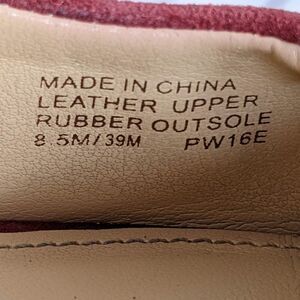 MADE IN CHINA
LEATHER UPPER
RUBBER OUTSOLE
8.5M/39M PW16E